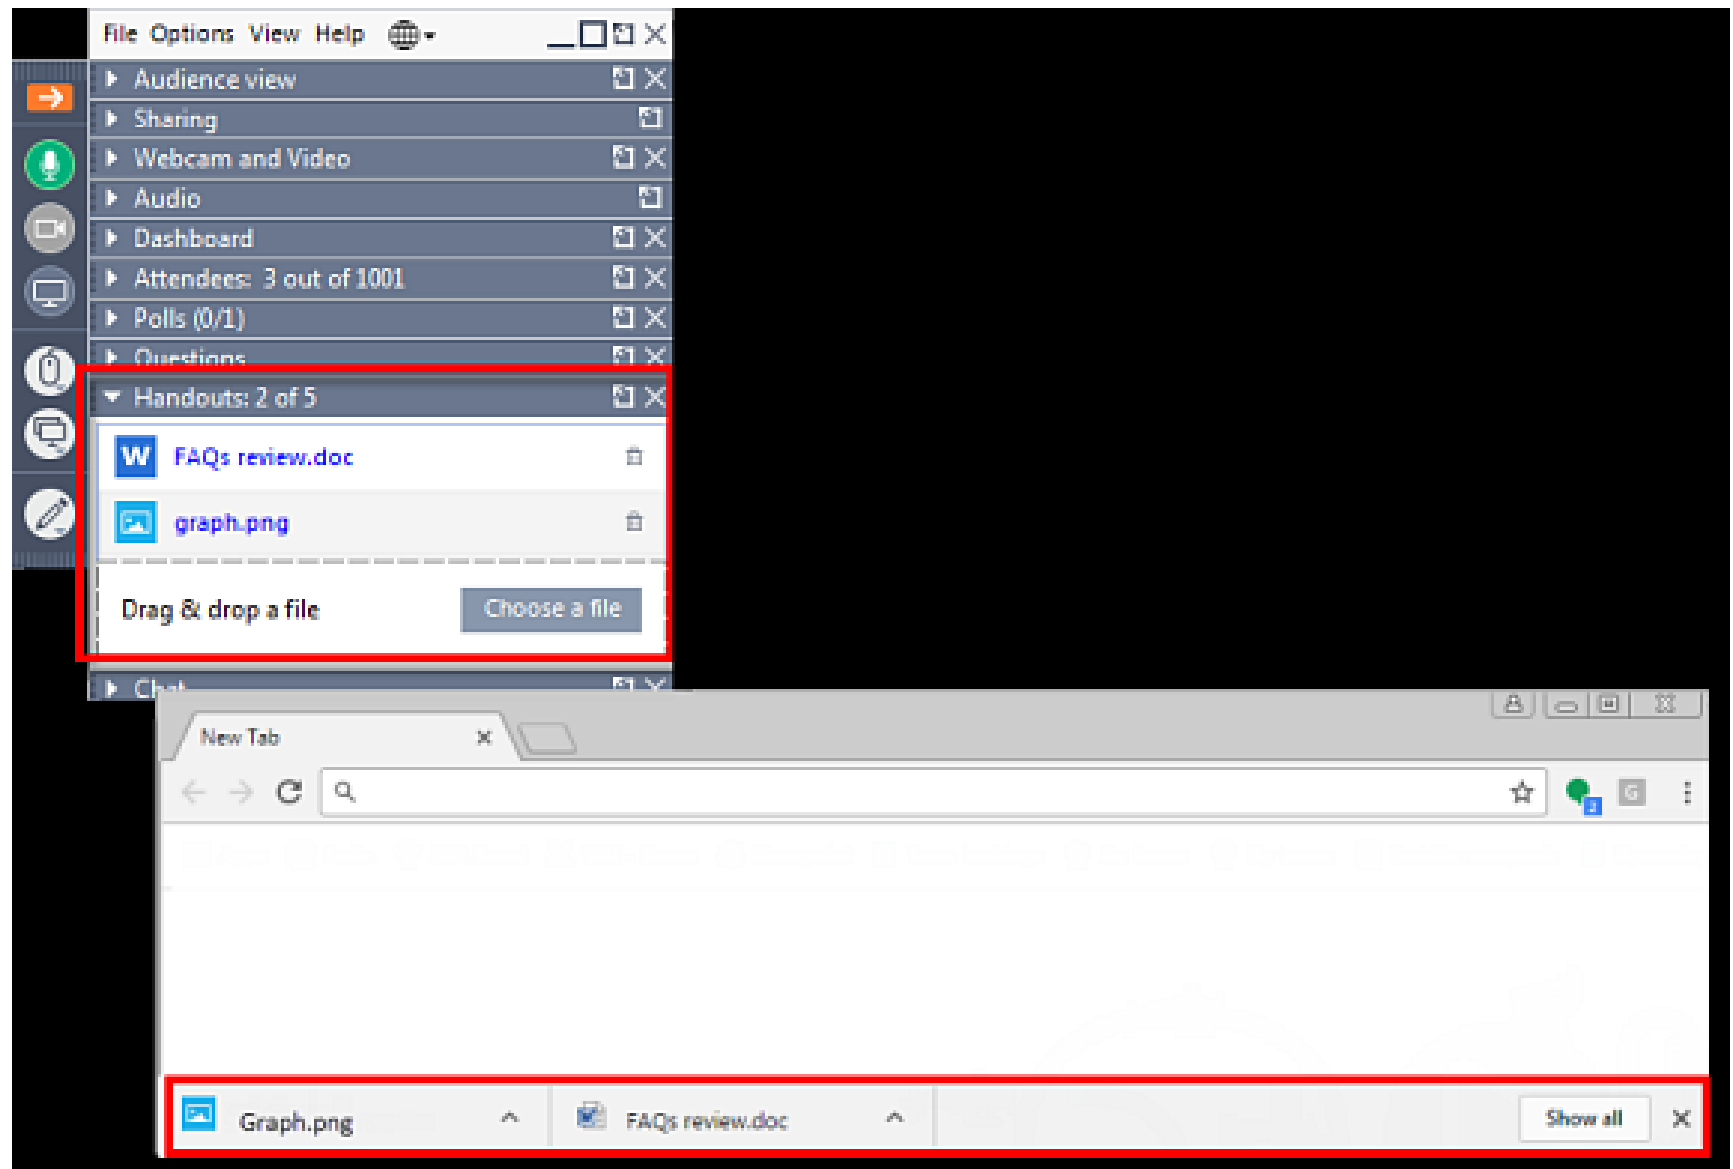 File Options View Help
Audience view
Sharing
Webcam and Video
Audio
Dashboard
Attendees: 3 out of 1001
Polls (0/1)
Questions
Handouts: 2 of 5
W FAQs review.doc
graph.png
Drag & drop a file Choose a file
Chat
New Tab
G
Graph.png FAQs review.doc Show all